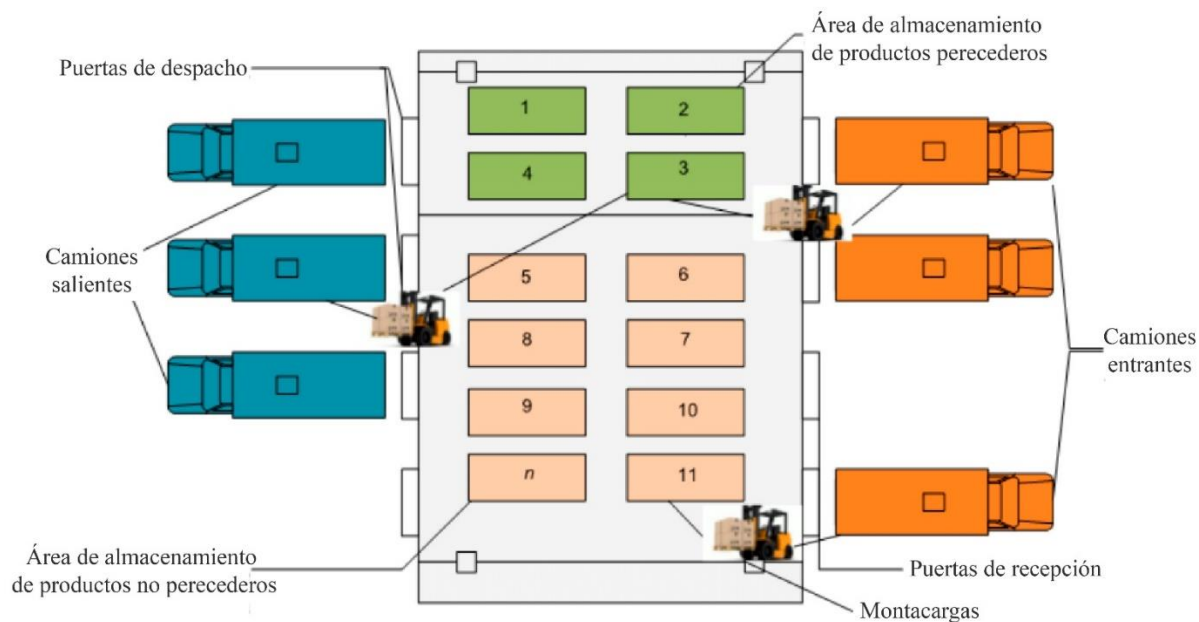 Área de almacenamiento
de productos perecederos
Puertas de despacho
1
2
4
3
Camiones
salientes
5
6
8
7
Camiones
entrantes
9
10
n
11
Área de almacenamiento
de productos no perecederos
Puertas de recepción
Montacargas